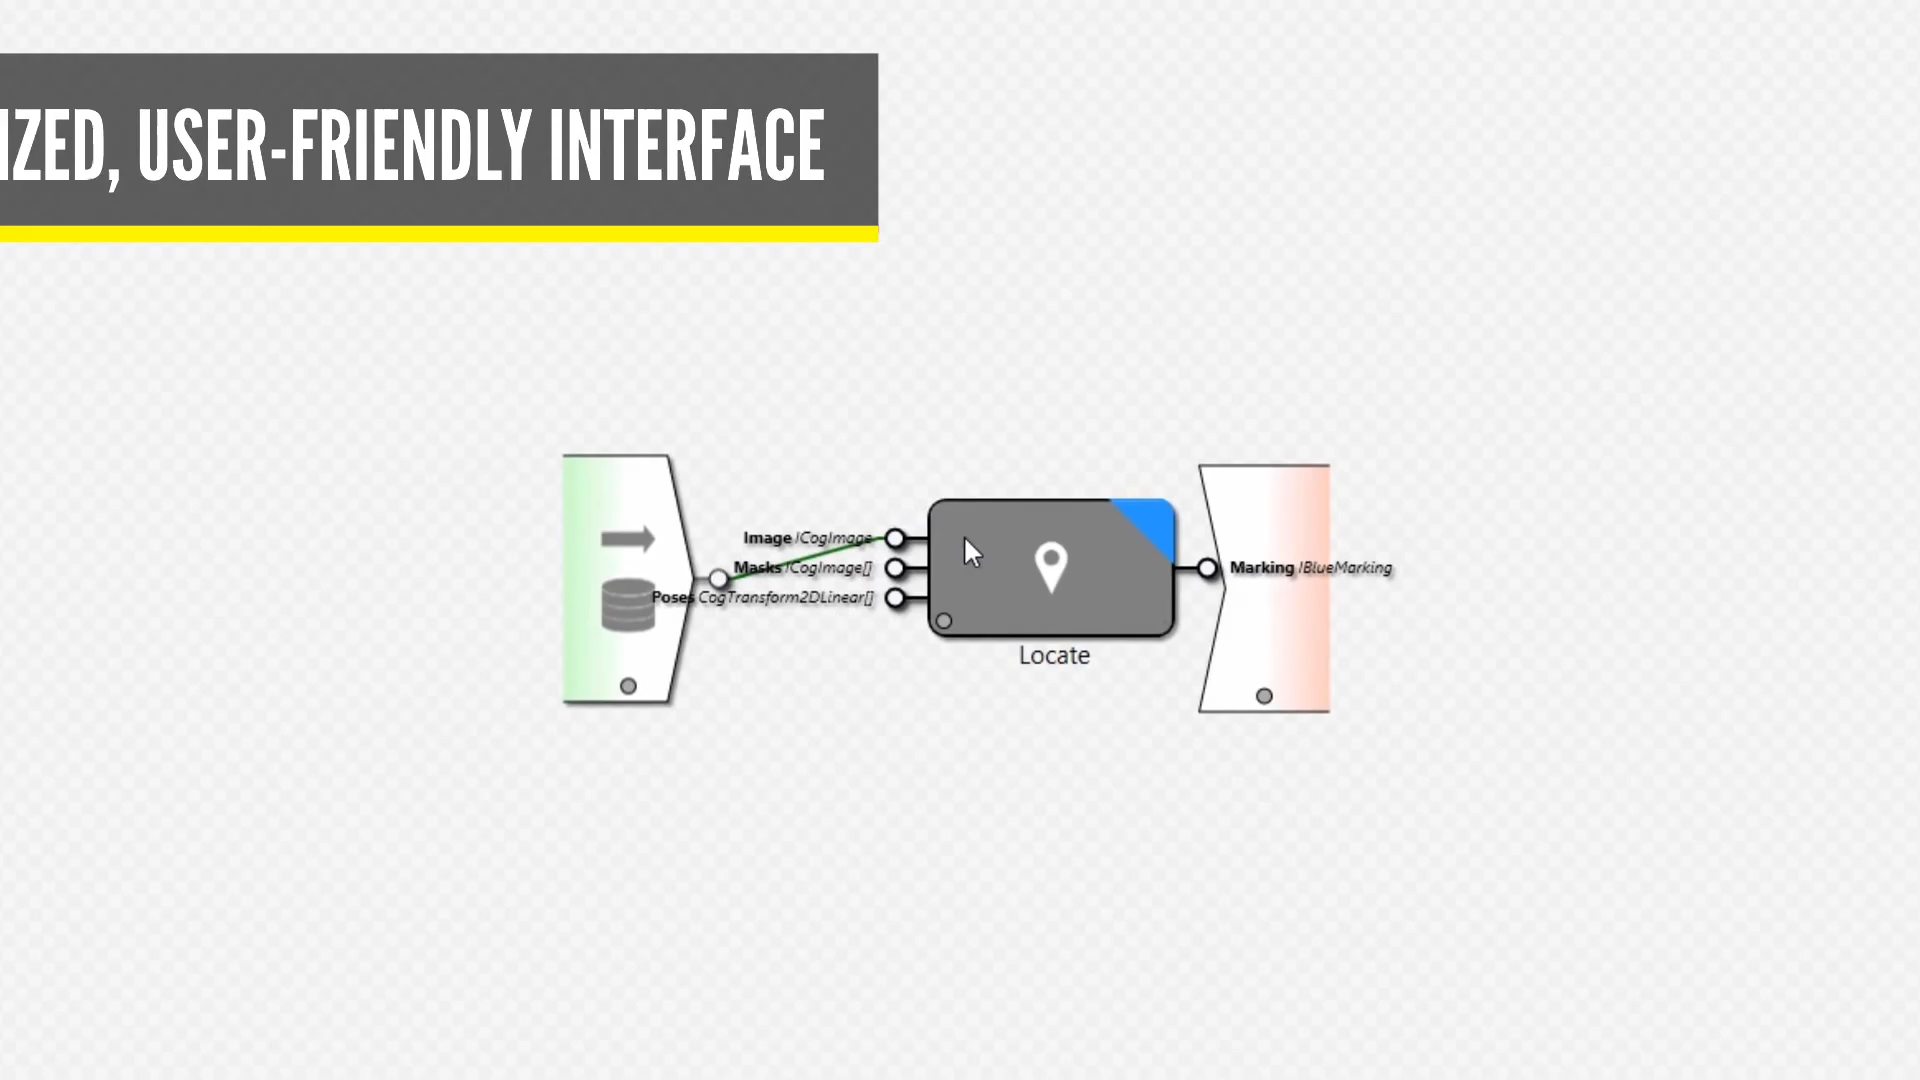 IZED, USER-FRIENDLY INTERFACE
Image ICogImage
Masks ICogImage[]
Poses CogTransform2DLinear[]
Marking IBlueMarking
Locate